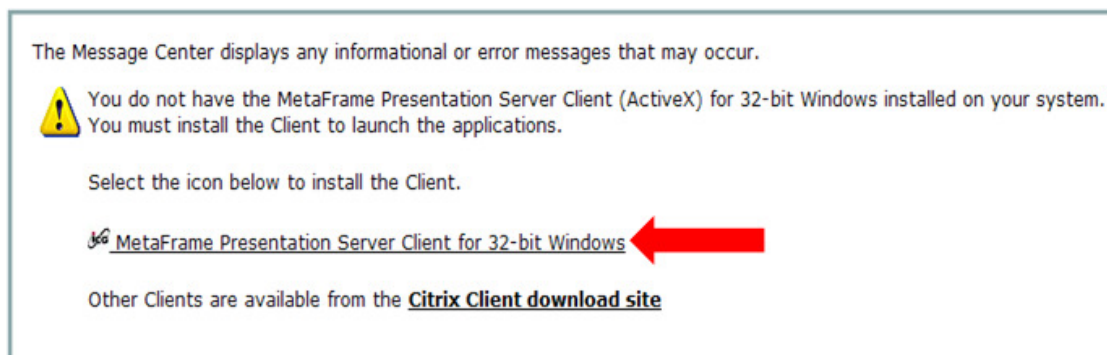 The Message Center displays any informational or error messages that may occur.
You do not have the MetaFrame Presentation Server Client (ActiveX) for 32-bit Windows installed on your system.
You must install the Client to launch the applications.
Select the icon below to install the Client.
MetaFrame Presentation Server Client for 32-bit Windows
Other Clients are available from the Citrix Client download site